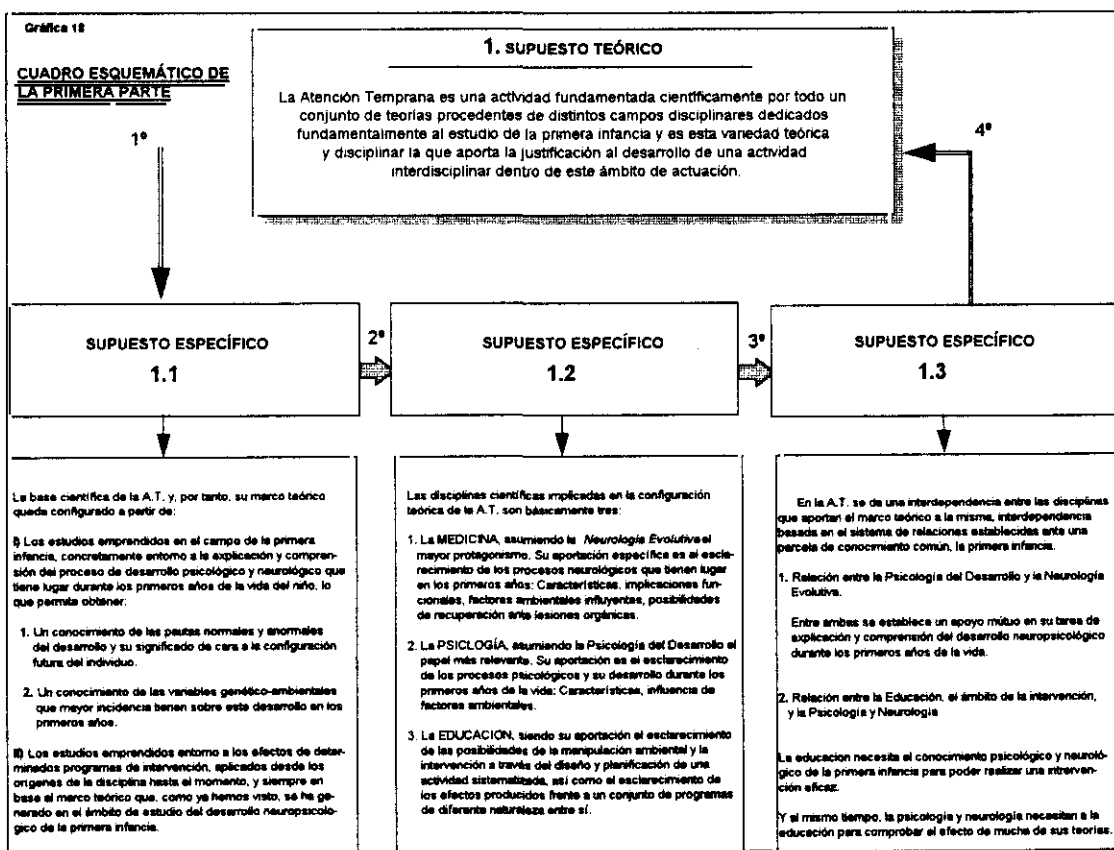 Gráfica 18
CUADRO ESQUEMÁTICO DE
LA PRIMERA PARTE
1. SUPUESTO TEÓRICO
La Atención Temprana es una actividad fundamentada científicamente por todo un
conjunto de teorías procedentes de distintos campos disciplinares dedicados
fundamentalmente al estudio de la primera infancia y es esta variedad teórica
y disciplinar la que aporta la justificación al desarrollo de una actividad
interdisciplinar dentro de este ámbito de actuación.
1º
4º
SUPUESTO ESPECÍFICO
1.1
2º
SUPUESTO ESPECÍFICO
1.2
3º
SUPUESTO ESPECÍFICO
1.3
La base científica de la A.T. y, por tanto, su marco teórico
queda configurado a partir de:
I) Los estudios emprendidos en el campo de la primera
infancia, concretamente entorno a la explicación y compren-
sión del proceso de desarrollo psicológico y neurológico que
tiene lugar durante los primeros años de la vida del niño, lo
que permita obtener:
1. Un conocimiento de las pautas normales y anormales
del desarrollo y su significado de cara a la configuración
futura del individuo.
2. Un conocimiento de las variables genético-ambientales
que mayor incidencia tienen sobre este desarrollo en los
primeros años.
II) Los estudios emprendidos entorno a los efectos de deter-
minados programas de intervención, aplicados desde los
orígenes de la disciplina hasta el momento, y siempre en
base al marco teórico que, como ya hemos visto, se ha ge-
nerado en el ámbito de estudio del desarrollo neuropsicoló-
gico de la primera infancia.
Las disciplinas científicas implicadas en la configuración
teórica de la A.T. son básicamente tres:
1. La MEDICINA, asumiendo la Neurología Evolutiva el
mayor protagonismo. Su aportación específica es el escla-
recimiento de los procesos neurológicos que tienen lugar
en los primeros años: Características, implicaciones fun-
cionales, factores ambientales influyentes, posibilidades
de recuperación ante lesiones orgánicas.
2. La PSICLOGÍA, asumiendo la Psicología del Desarrollo el
papel más relevante. Su aportación es el esclarecimiento
de los procesos psicológicos y su desarrollo durante los
primeros años de la vida: Características, influencia de
factores ambientales.
3. La EDUCACION, siendo su aportación el esclarecimiento
de las posibilidades de la manipulación ambiental y la
intervención a través del diseño y planificación de una
actividad sistematizada, así como el esclarecimiento de
los efectos producidos frente a un conjunto de programas
de diferente naturaleza entre sí.
En la A.T. se da una interdependencia entre las disciplinas
que aportan el marco teórico a la misma, interdependencia
basada en el sistema de relaciones establecidas ante una
parcela de conocimiento común, la primera infancia.
1. Relación entre la Psicología del Desarrollo y la Neurología
Evolutiva.
Entre ambas se establece un apoyo mútuo en su tarea de
explicación y comprensión del desarrollo neuropsicológico
durante los primeros años de la vida.
2. Relación entre la Educación, el ámbito de la intervención,
y la Psicología y Neurología
La educacion necesita el conocimiento psicológico y neuroló-
gico de la primera infancia para poder realizar una intrerven-
ción eficaz.
Y al mismo tiempo, la psicología y neurología necesitan a la
educación para comprobar el efecto de mucha de sus teorías.